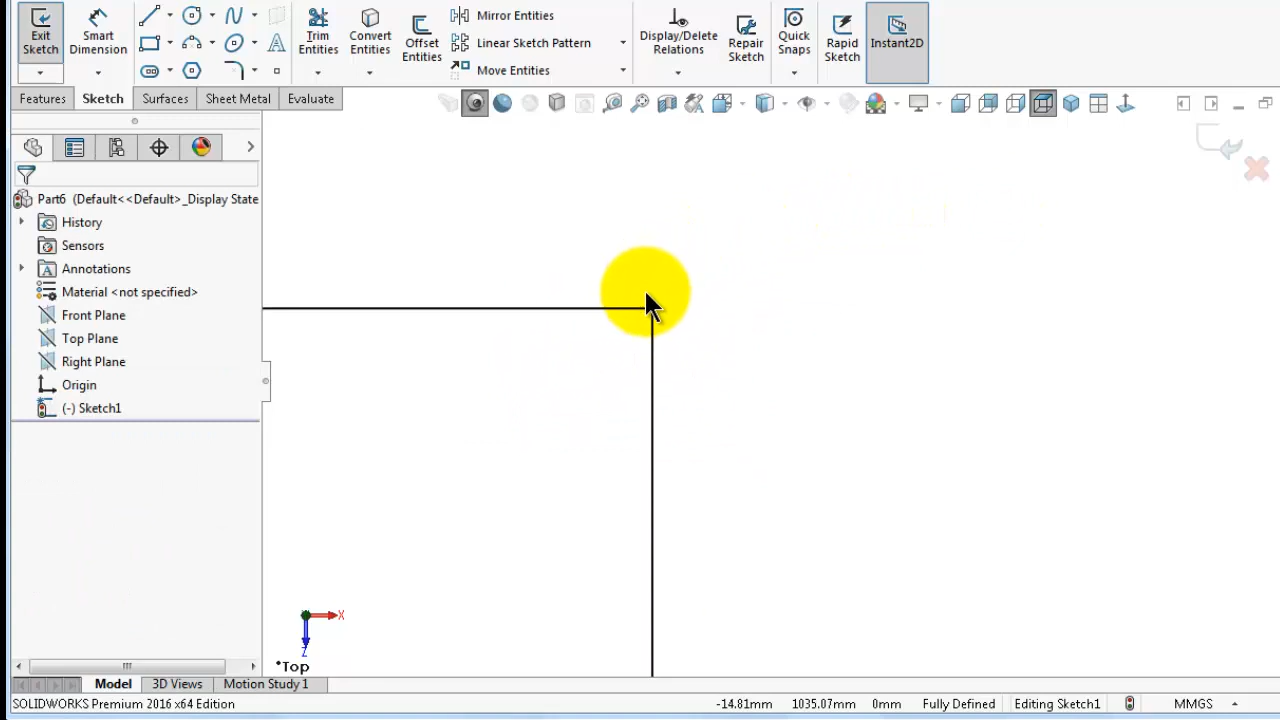 Exit Sketch
Smart Dimension
Trim Entities
Convert Entities
Offset Entities
Mirror Entities
Linear Sketch Pattern
Move Entities
Display/Delete Relations
Repair Sketch
Quick Snaps
Rapid Sketch
Instant2D
Features
Sketch
Surfaces
Sheet Metal
Evaluate
Part6 (Default<<Default>_Display State
History
Sensors
Annotations
Material <not specified>
Front Plane
Top Plane
Right Plane
Origin
(-) Sketch1
X
Z
*Top
Model
3D Views
Motion Study 1
SOLIDWORKS Premium 2016 x64 Edition
-14.81mm
1035.07mm
0mm
Fully Defined
Editing Sketch1
MMGS